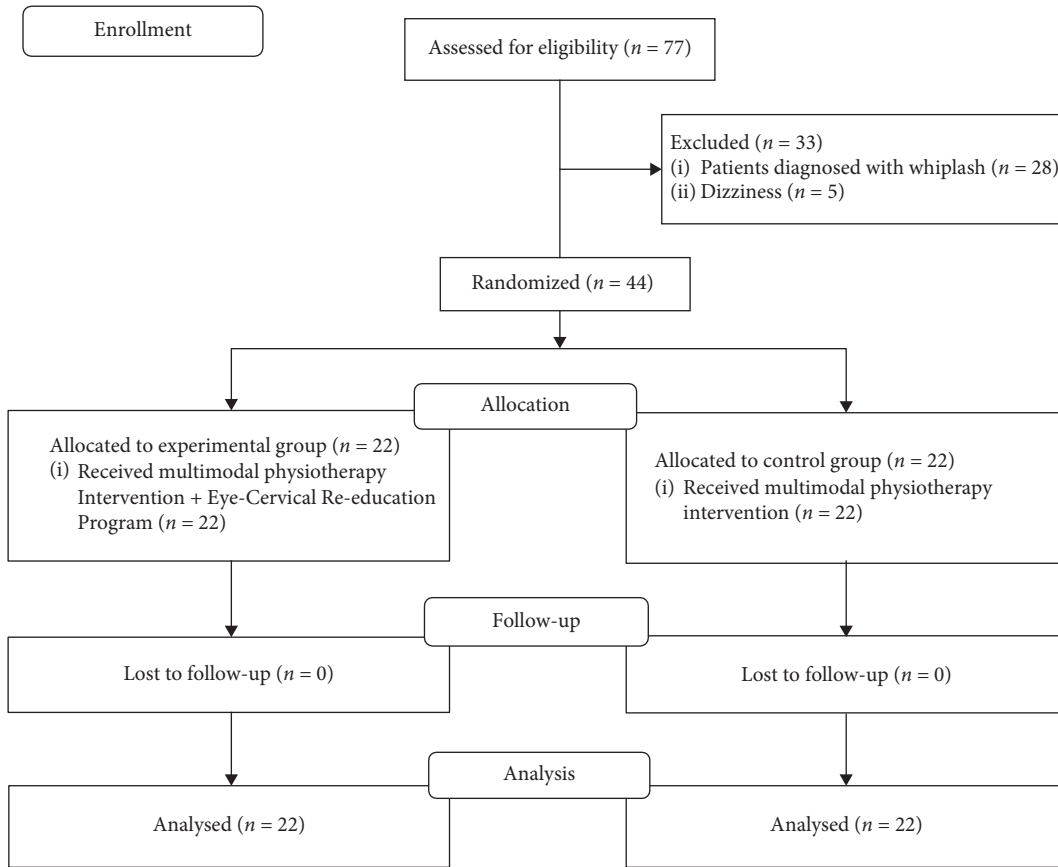 Enrollment
Assessed for eligibility (n = 77)
Excluded (n = 33)
(i) Patients diagnosed with whiplash (n = 28)
(ii) Dizziness (n = 5)
Randomized (n = 44)
Allocation
Allocated to experimental group (n = 22)
(i) Received multimodal physiotherapy
Intervention + Eye-Cervical Re-education
Program (n = 22)
Allocated to control group (n = 22)
(i) Received multimodal physiotherapy
intervention (n = 22)
Follow-up
Lost to follow-up (n = 0)
Lost to follow-up (n = 0)
Analysis
Analysed (n = 22)
Analysed (n = 22)